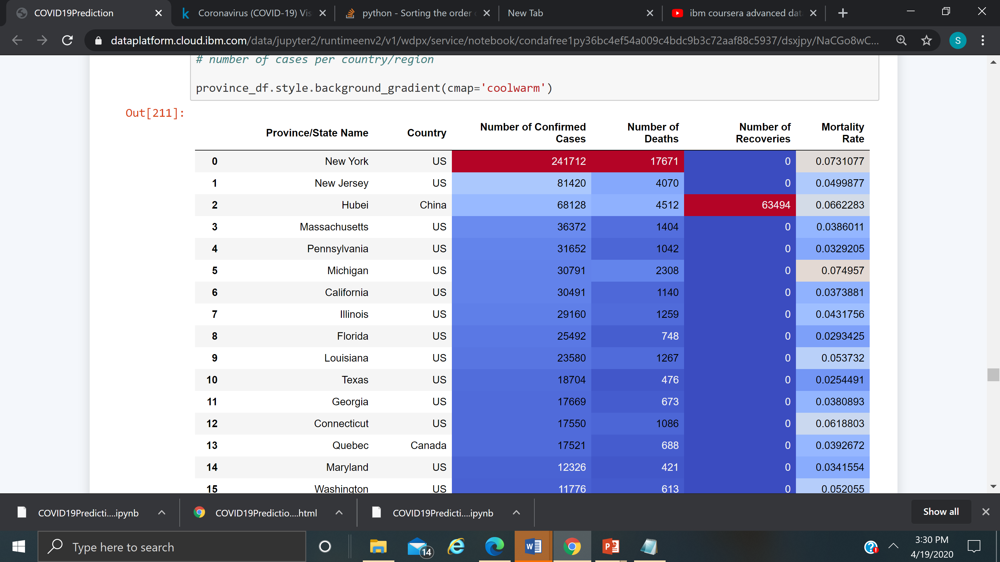 COVID19Prediction
Coronavirus (COVID-19) Vis
python - Sorting the order
New Tab
ibm coursera advanced dat
dataplatform.cloud.ibm.com/data/jupyter2/runtimeenv2/v1/wdpx/service/notebook/condafree1py36bc4ef54a009c4bdc9b3c72aaf88c5937/dsxjpy/NaCGo8wC...
S
# number of cases per country/region
province_df.style.background_gradient(cmap='coolwarm')
Out[211]:
Province/State Name Country Number of Confirmed Cases Number of Deaths Number of Recoveries Mortality Rate
0 New York US 241712 17671 0 0.0731077
1 New Jersey US 81420 4070 0 0.0499877
2 Hubei China 68128 4512 63494 0.0662283
3 Massachusetts US 36372 1404 0 0.0386011
4 Pennsylvania US 31652 1042 0 0.0329205
5 Michigan US 30791 2308 0 0.074957
6 California US 30491 1140 0 0.0373881
7 Illinois US 29160 1259 0 0.0431756
8 Florida US 25492 748 0 0.0293425
9 Louisiana US 23580 1267 0 0.053732
10 Texas US 18704 476 0 0.0254491
11 Georgia US 17669 673 0 0.0380893
12 Connecticut US 17550 1086 0 0.0618803
13 Quebec Canada 17521 688 0 0.0392672
14 Maryland US 12326 421 0 0.0341554
15 Washington US 11776 613 0 0.052055
COVID19Predicti....ipynb
COVID19Predictio....html
COVID19Predicti....ipynb
Show all
Type here to search
14
3:30 PM
4/19/2020